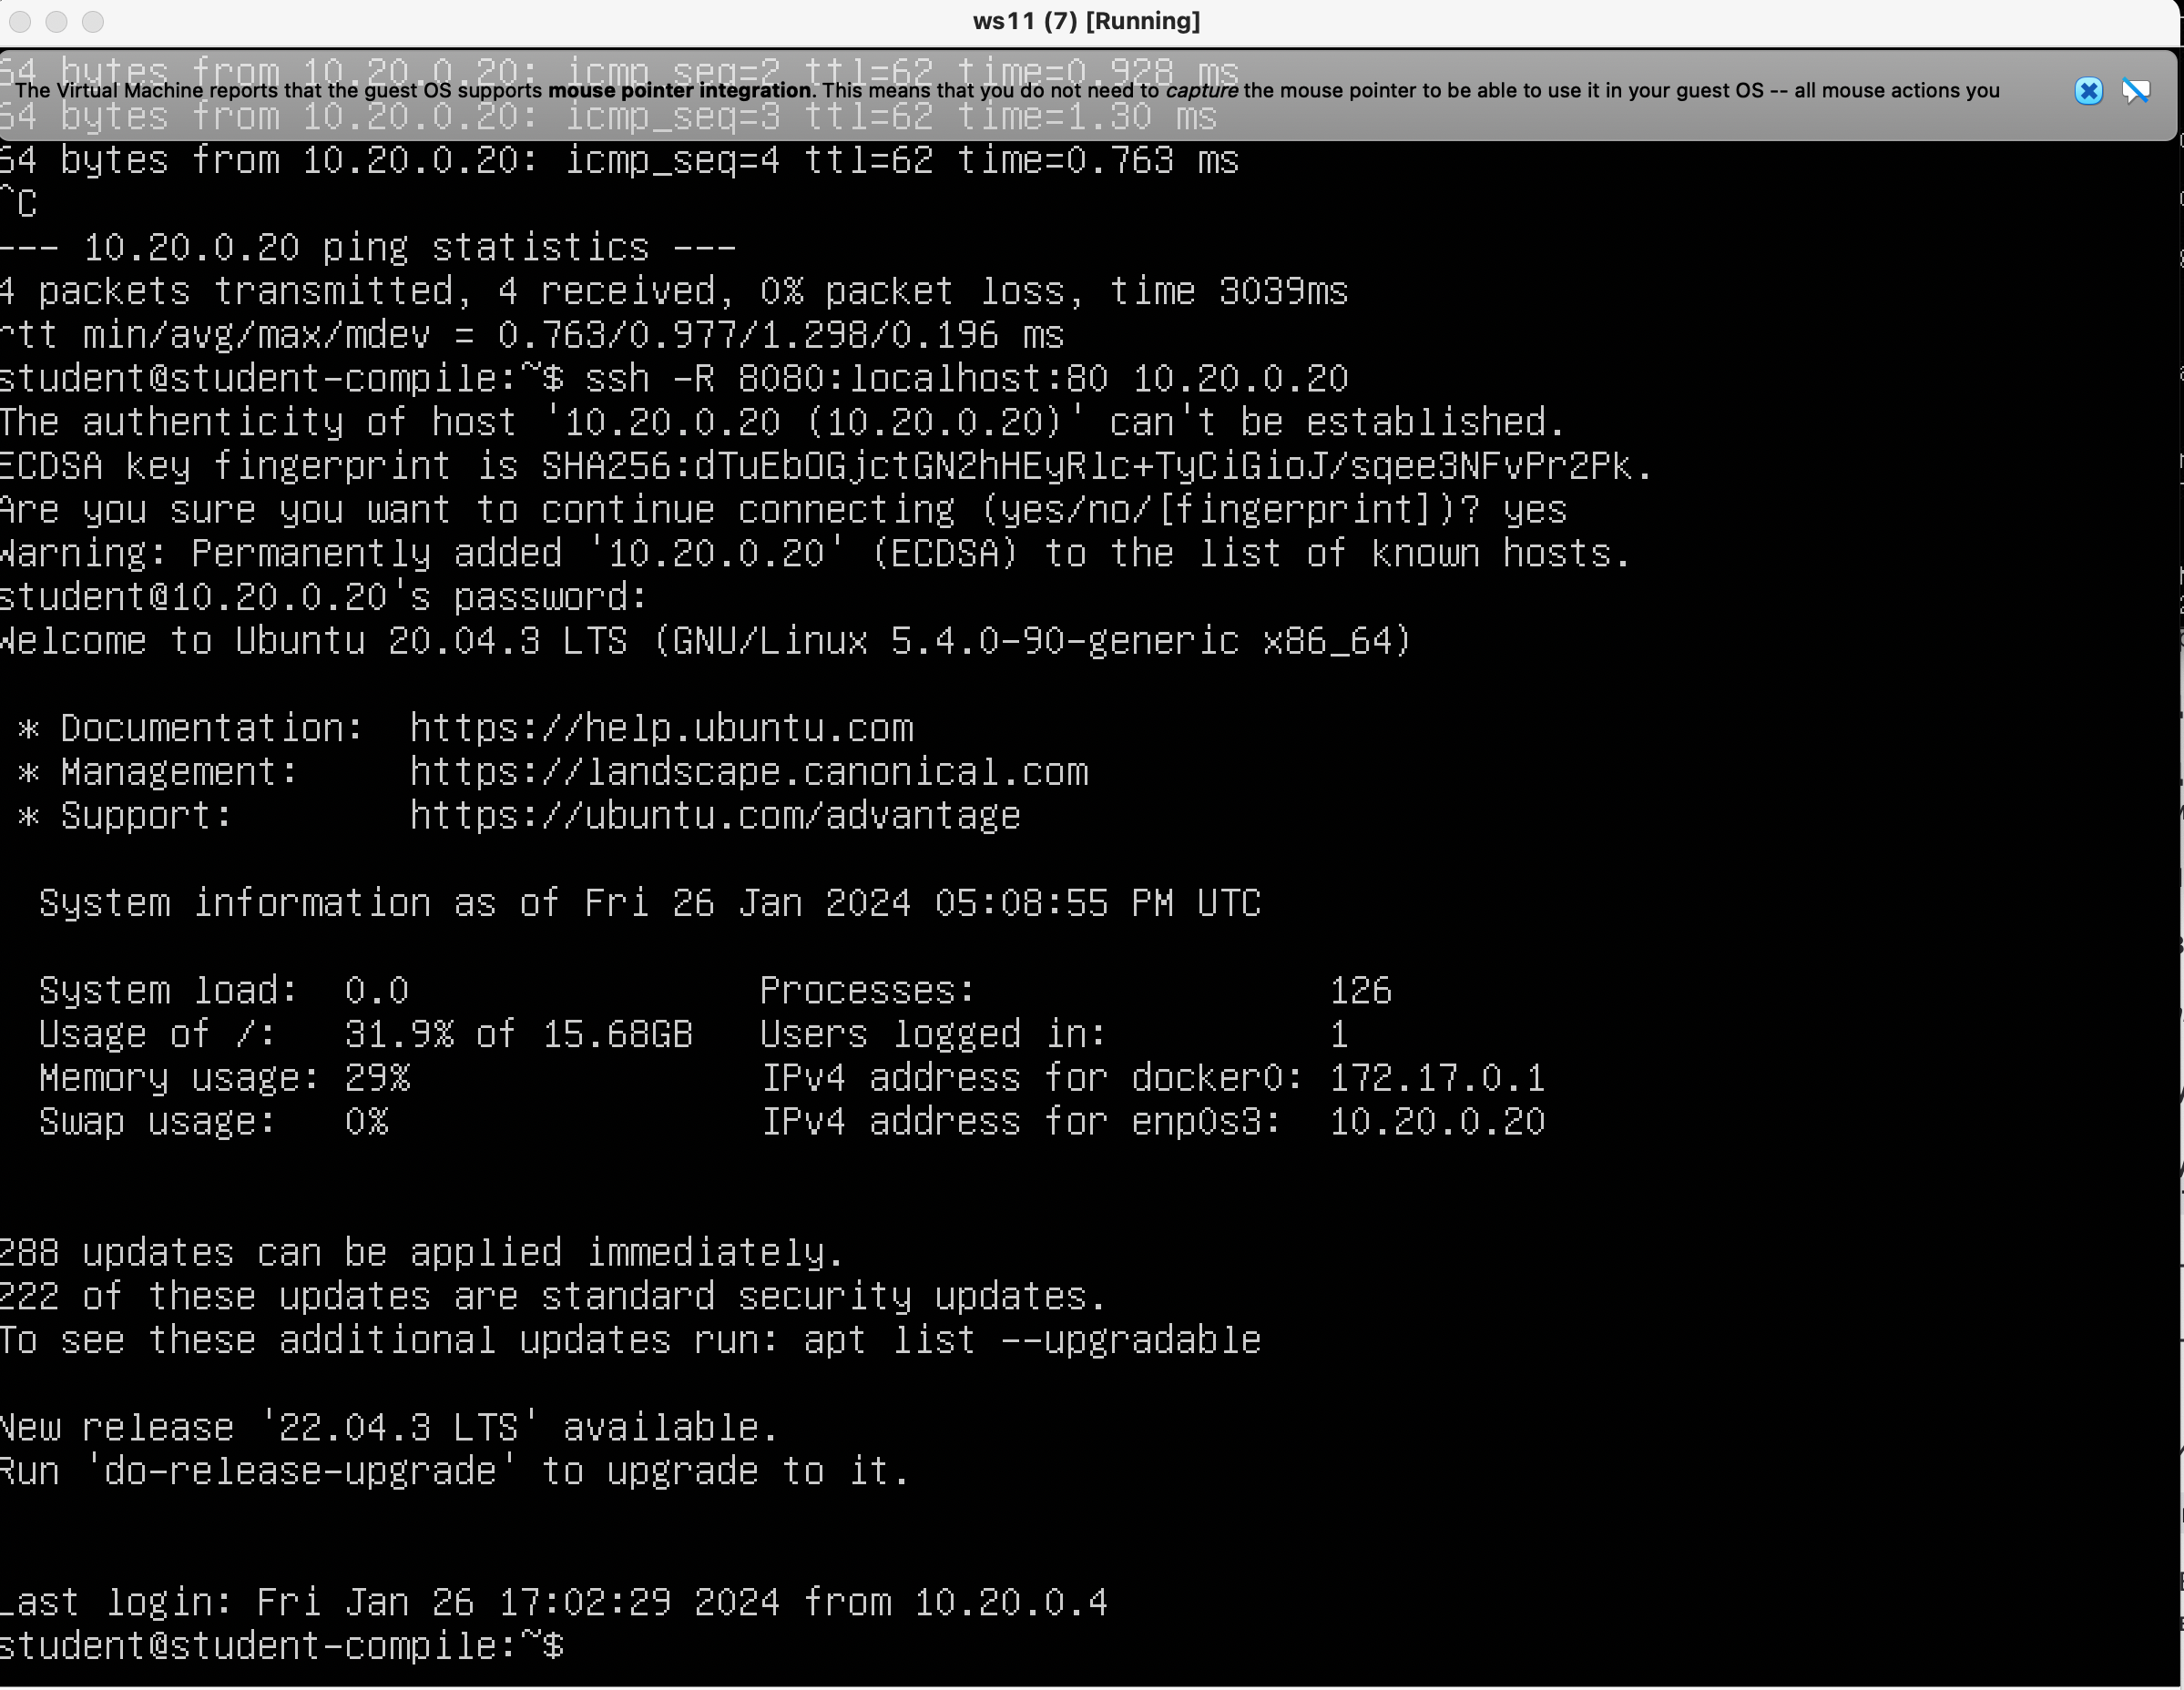 ws11 (7) [Running]
64 bytes from 10.20.0.20: icmp_seq=2 ttl=62 time=0.928 ms
The Virtual Machine reports that the guest OS supports mouse pointer integration. This means that you do not need to capture the mouse pointer to be able to use it in your guest OS -- all mouse actions you
64 bytes from 10.20.0.20: icmp_seq=3 ttl=62 time=1.30 ms
64 bytes from 10.20.0.20: icmp_seq=4 ttl=62 time=0.763 ms
^C
--- 10.20.0.20 ping statistics ---
4 packets transmitted, 4 received, 0% packet loss, time 3039ms
rtt min/avg/max/mdev = 0.763/0.977/1.298/0.196 ms
student@student-compile:~$ ssh -R 8080:localhost:80 10.20.0.20
The authenticity of host '10.20.0.20 (10.20.0.20)' can't be established.
ECDSA key fingerprint is SHA256:dTuEbOGjctGN2hHEyRlc+TyCiGioJ/sqee3NFvPr2Pk.
Are you sure you want to continue connecting (yes/no/[fingerprint])? yes
Warning: Permanently added '10.20.0.20' (ECDSA) to the list of known hosts.
student@10.20.0.20's password:
Welcome to Ubuntu 20.04.3 LTS (GNU/Linux 5.4.0-90-generic x86_64)
* Documentation: https://help.ubuntu.com
* Management: https://landscape.canonical.com
* Support: https://ubuntu.com/advantage
System information as of Fri 26 Jan 2024 05:08:55 PM UTC
System load: 0.0 Processes: 126
Usage of /: 31.9% of 15.68GB Users logged in: 1
Memory usage: 29% IPv4 address for docker0: 172.17.0.1
Swap usage: 0% IPv4 address for enp0s3: 10.20.0.20
288 updates can be applied immediately.
222 of these updates are standard security updates.
To see these additional updates run: apt list --upgradable
New release '22.04.3 LTS' available.
Run 'do-release-upgrade' to upgrade to it.
Last login: Fri Jan 26 17:02:29 2024 from 10.20.0.4
student@student-compile:~$